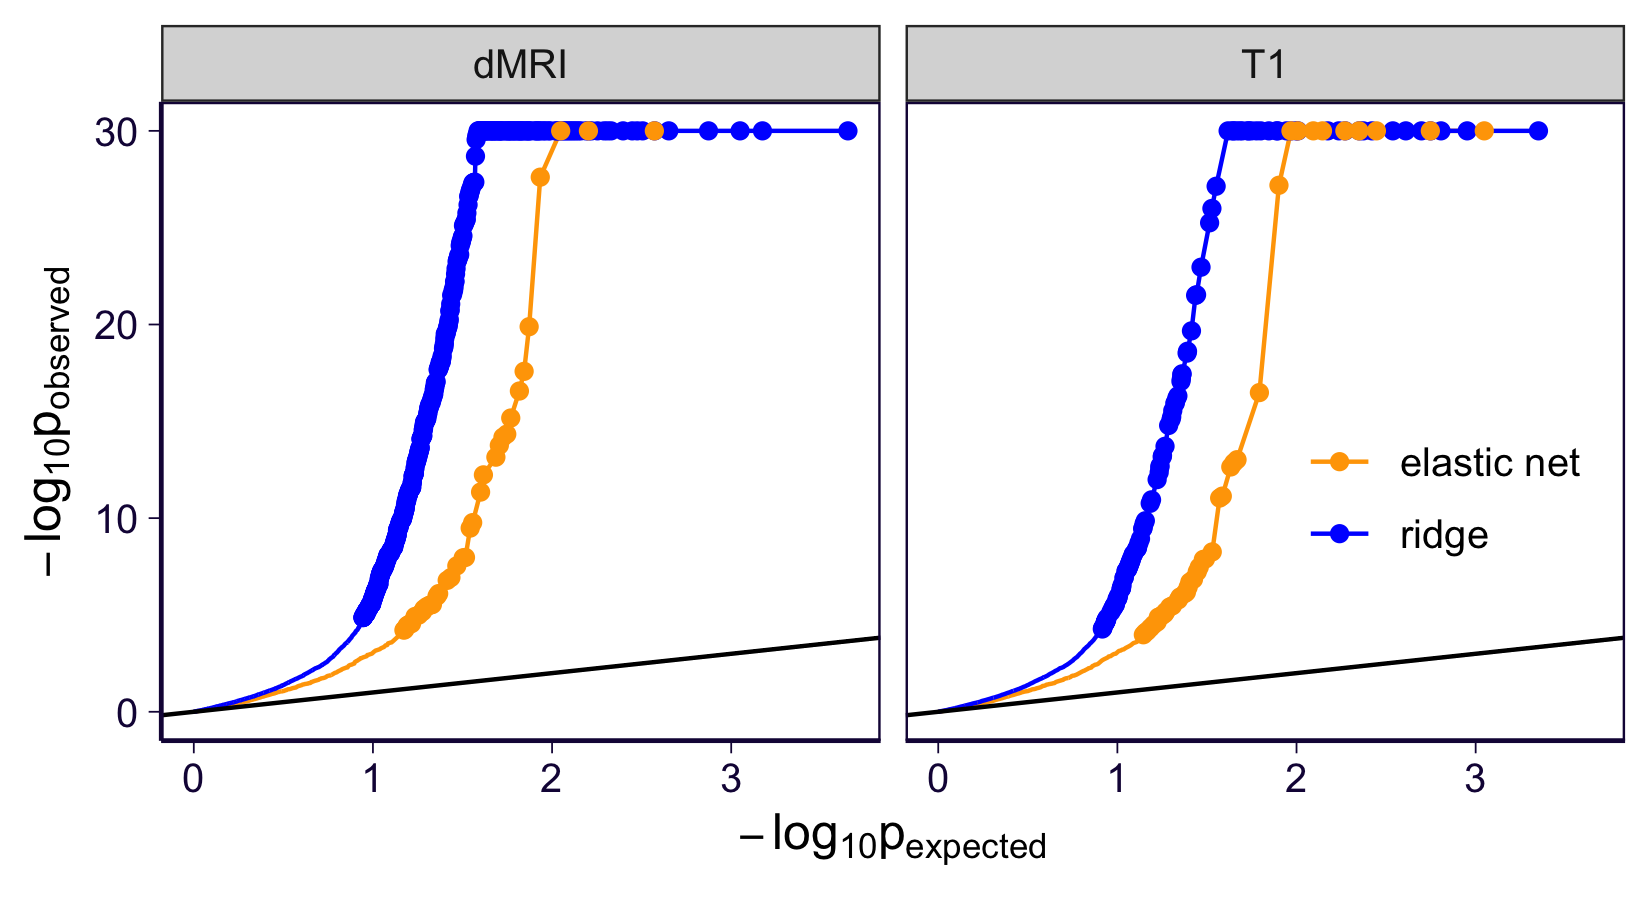 dMRI T1
30
20
10
0
−log10pobserved
elastic net
ridge
0 1 2 3 0 1 2 3
−log10pexpected